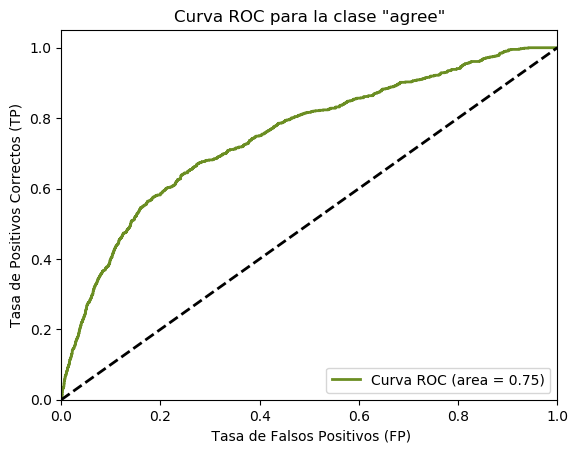 Curva ROC para la clase "agree"
Tasa de Positivos Correctos (TP)
1.0
0.8
0.6
0.4
0.2
0.0
0.0 0.2 0.4 0.6 0.8 1.0
Curva ROC (area = 0.75)
Tasa de Falsos Positivos (FP)